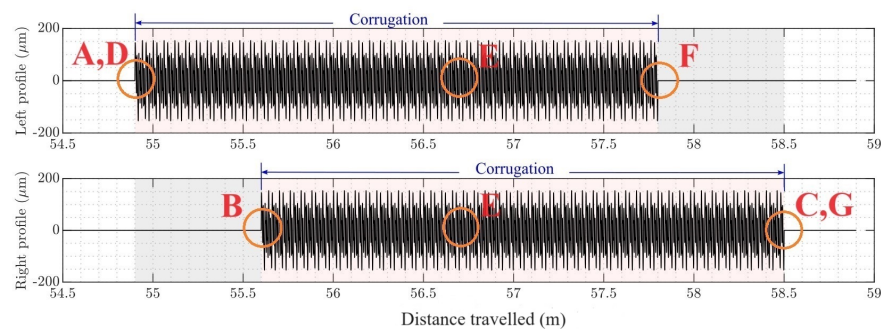 Corrugation
Left profile (μm)
200
0
-200
A,D
E
F
54.5 55 55.5 56 56.5 57 57.5 58 58.5 59
Corrugation
Right profile (μm)
200
0
-200
B
E
C,G
54.5 55 55.5 56 56.5 57 57.5 58 58.5 59
Distance travelled (m)